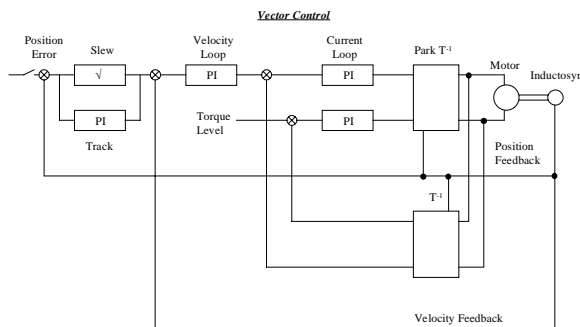 Vector Control
Position
Error
Slew
Velocity
Loop
Current
Loop
Park T-1
Motor
Inductosyn
√
PI
PI
PI
Torque
Level
PI
Track
Position
Feedback
T-1
Velocity Feedback